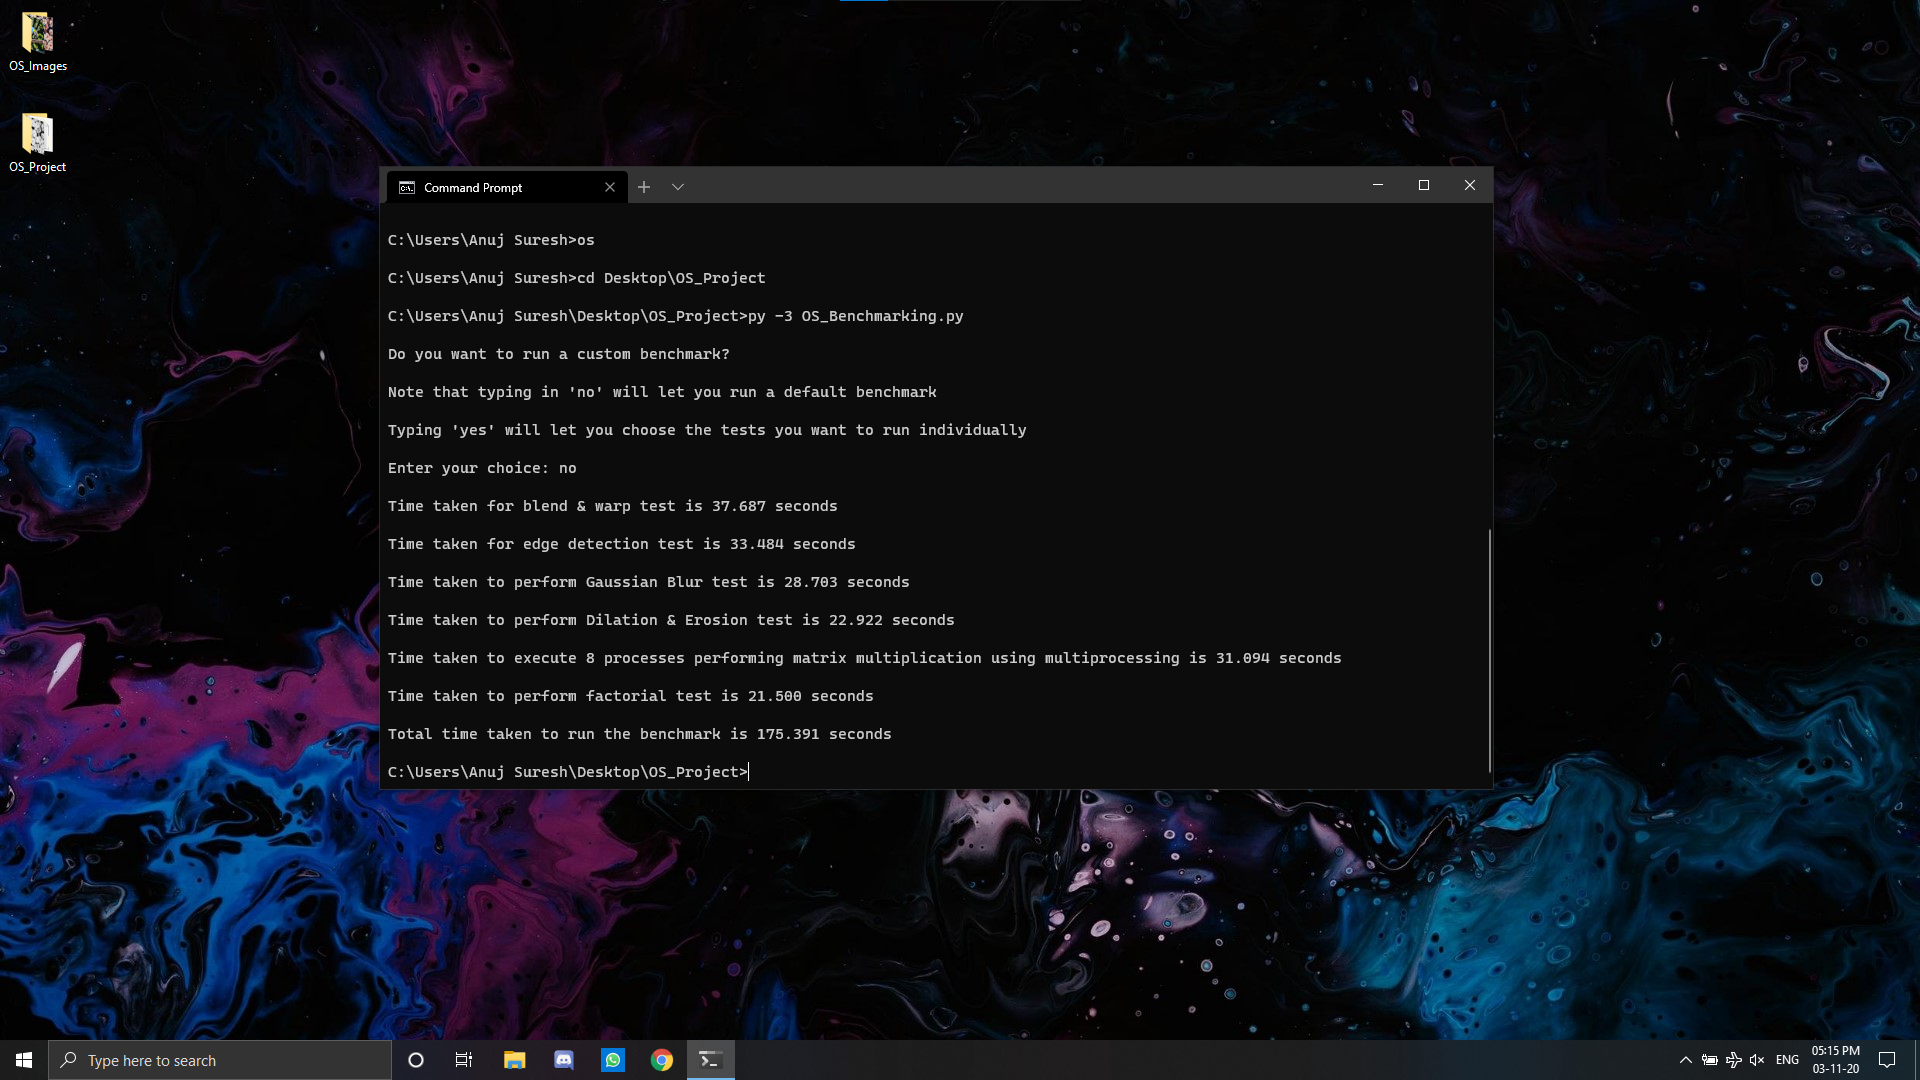 OS_Images
OS_Project
Command Prompt
C:\Users\Anuj Suresh>os
C:\Users\Anuj Suresh>cd Desktop\OS_Project
C:\Users\Anuj Suresh\Desktop\OS_Project>py -3 OS_Benchmarking.py
Do you want to run a custom benchmark?
Note that typing in 'no' will let you run a default benchmark
Typing 'yes' will let you choose the tests you want to run individually
Enter your choice: no
Time taken for blend & warp test is 37.687 seconds
Time taken for edge detection test is 33.484 seconds
Time taken to perform Gaussian Blur test is 28.703 seconds
Time taken to perform Dilation & Erosion test is 22.922 seconds
Time taken to execute 8 processes performing matrix multiplication using multiprocessing is 31.094 seconds
Time taken to perform factorial test is 21.500 seconds
Total time taken to run the benchmark is 175.391 seconds
C:\Users\Anuj Suresh\Desktop\OS_Project>
Type here to search
ENG
05:15 PM
03-11-20